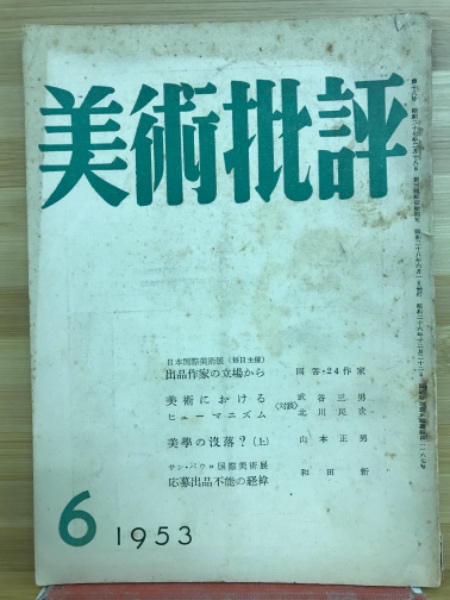 美術批評
日本国際美術展（毎日主催）
出品作家の立場から　回答・24作家
美術における　武谷三男
ヒューマニズム　〈対談〉　北川民次
美學の没落？（上）　山本正男
サン・パウロ国際美術展
応募出品不能の経緯　和田新
6 1953